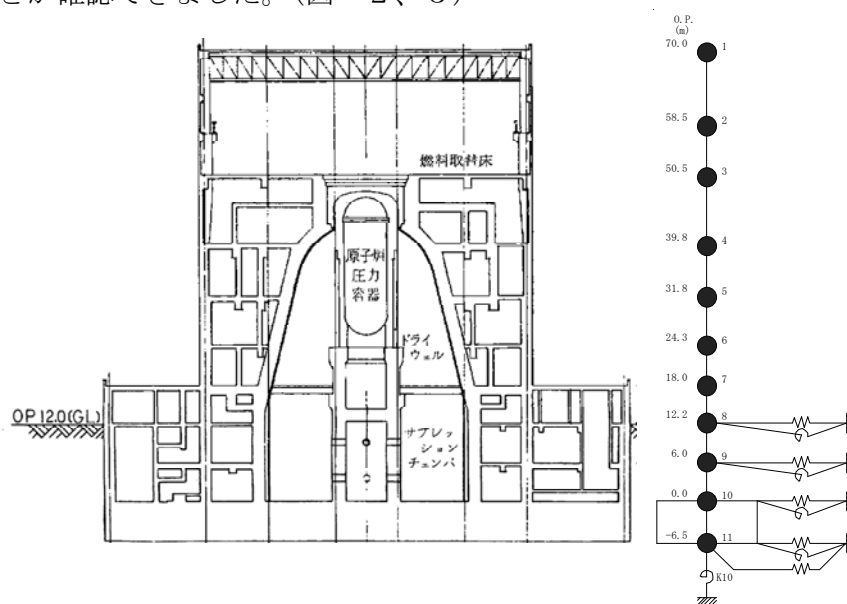 とが確認できました。(図-2、3)
燃料取替床
原子炉
圧力
容器
ドライ
ウェル
OP 12.0(GL)
サプレッ
ション
チェンバ
O.P.
(m)
70.0 1
58.5 2
50.5 3
39.8 4
31.8 5
24.3 6
18.0 7
12.2 8
6.0 9
0.0 10
-6.5 11
K10